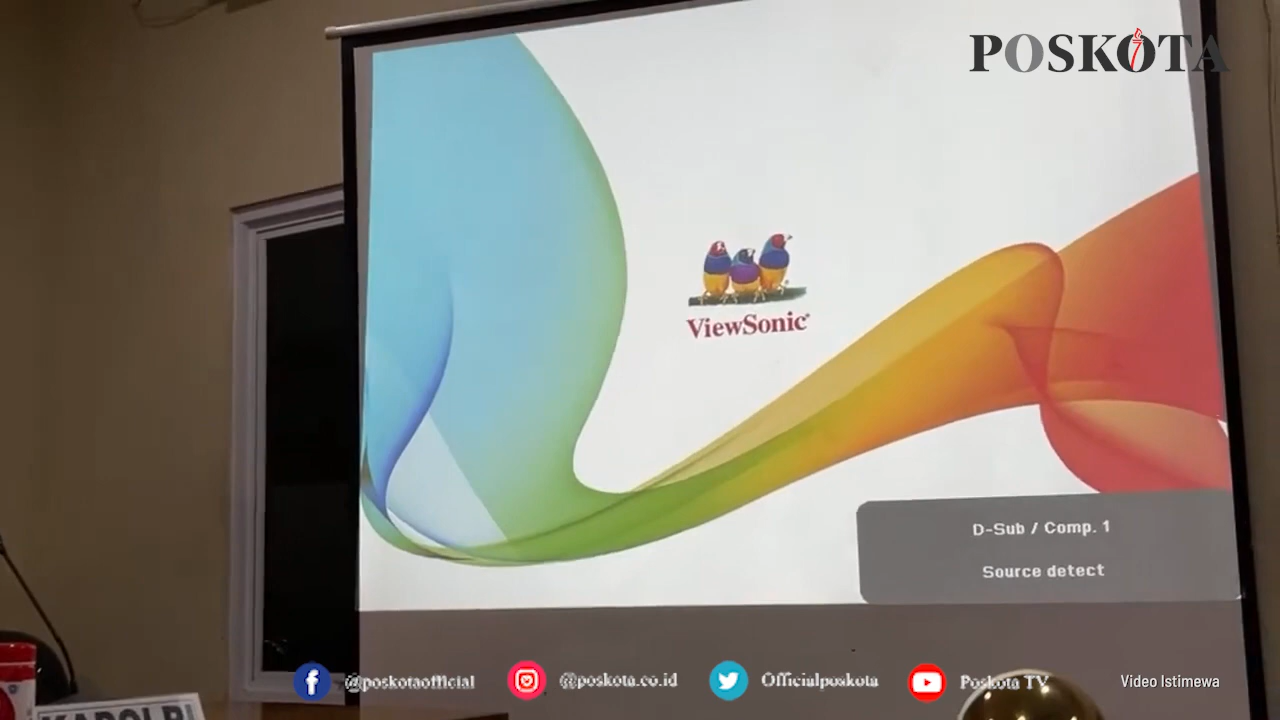 POSKOTA
ViewSonic
D-Sub / Comp. 1
Source detect
@poskotaofficial
@poskota.co.id
Officialposkota
Poskota TV
Video Istimewa